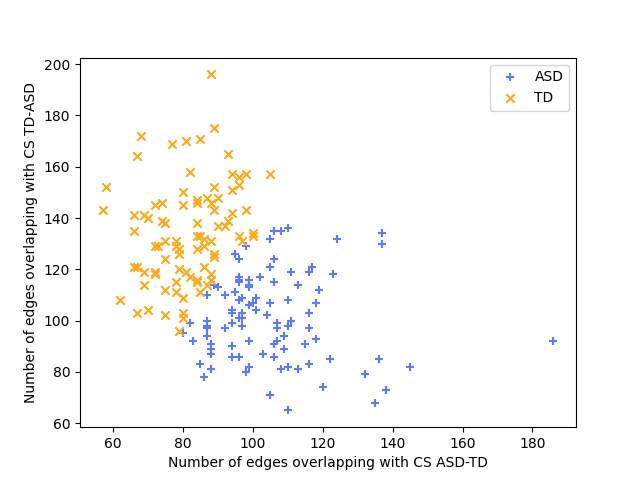 ASD
TD
200
180
160
140
120
100
80
60
Number of edges overlapping with CS TD-ASD
60 80 100 120 140 160 180
Number of edges overlapping with CS ASD-TD